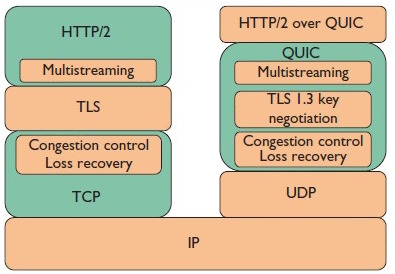 HTTP/2
Multistreaming
TLS
Congestion control
Loss recovery
TCP
HTTP/2 over QUIC
QUIC
Multistreaming
TLS 1.3 key
negotiation
Congestion control
Loss recovery
UDP
IP